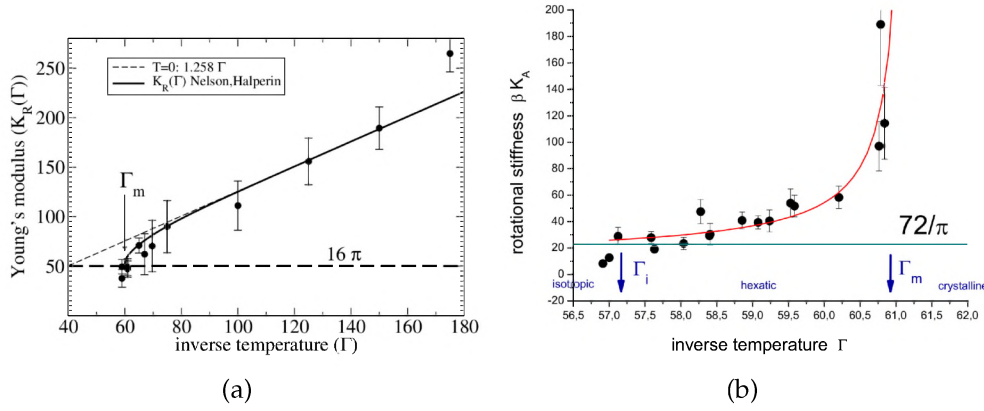 T=0: 1.258 Γ
K_R(Γ) Nelson,Halperin
Young's modulus (K_R(Γ))
250
200
150
100
50
Γ_m
16 π
40 60 80 100 120 140 160 180
inverse temperature (Γ)
(a)
rotational stiffness β K_A
200
180
160
140
120
100
80
60
40
20
0
-20
72/π
Γ_i
Γ_m
isotropic hexatic crystalline
56,5 57,0 57,5 58,0 58,5 59,0 59,5 60,0 60,5 61,0 61,5 62,0
inverse temperature Γ
(b)